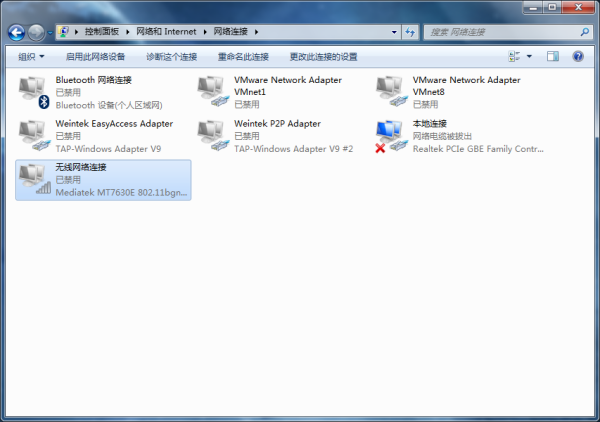 控制面板 ▸ 网络和 Internet ▸ 网络连接 ▸
搜索 网络连接
组织 启用此网络设备 诊断这个连接 重命名此连接 更改此连接的设置
Bluetooth 网络连接
已禁用
Bluetooth 设备(个人区域网)
VMware Network Adapter
VMnet1
已禁用
VMware Network Adapter
VMnet8
已禁用
Weintek EasyAccess Adapter
已禁用
TAP-Windows Adapter V9
Weintek P2P Adapter
已禁用
TAP-Windows Adapter V9 #2
本地连接
网络电缆被拔出
Realtek PCIe GBE Family Contr...
无线网络连接
已禁用
Mediatek MT7630E 802.11bgn...